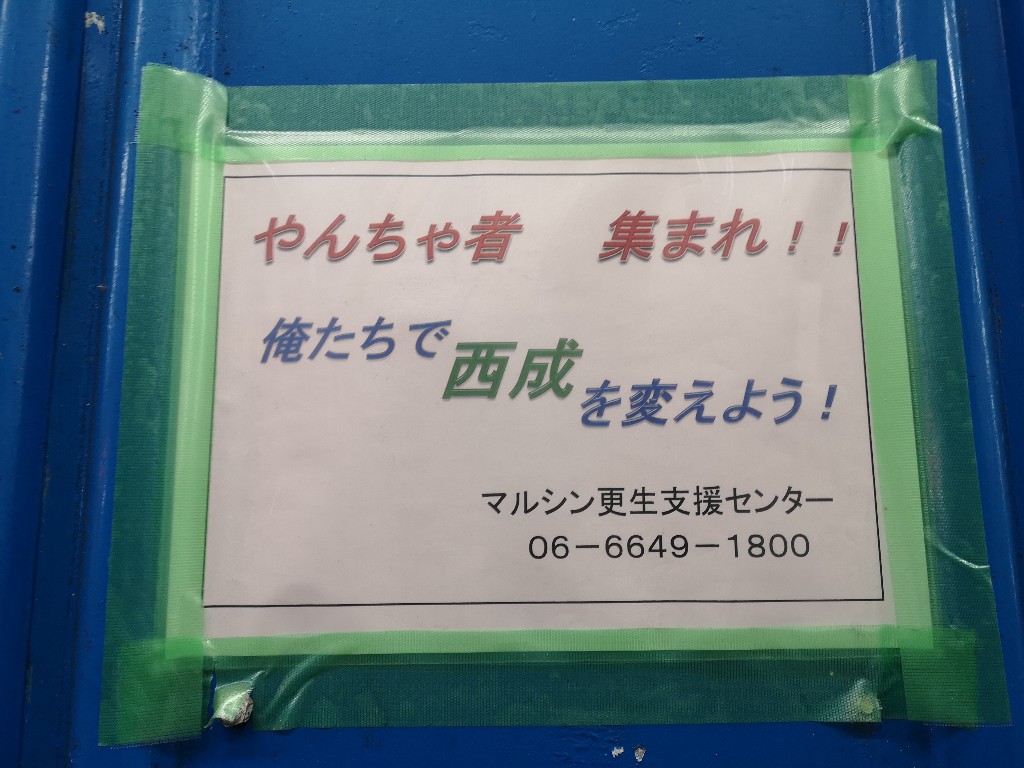 やんちゃ者　集まれ！！
俺たちで西成を変えよう！
マルシン更生支援センター
０６－６６４９－１８００